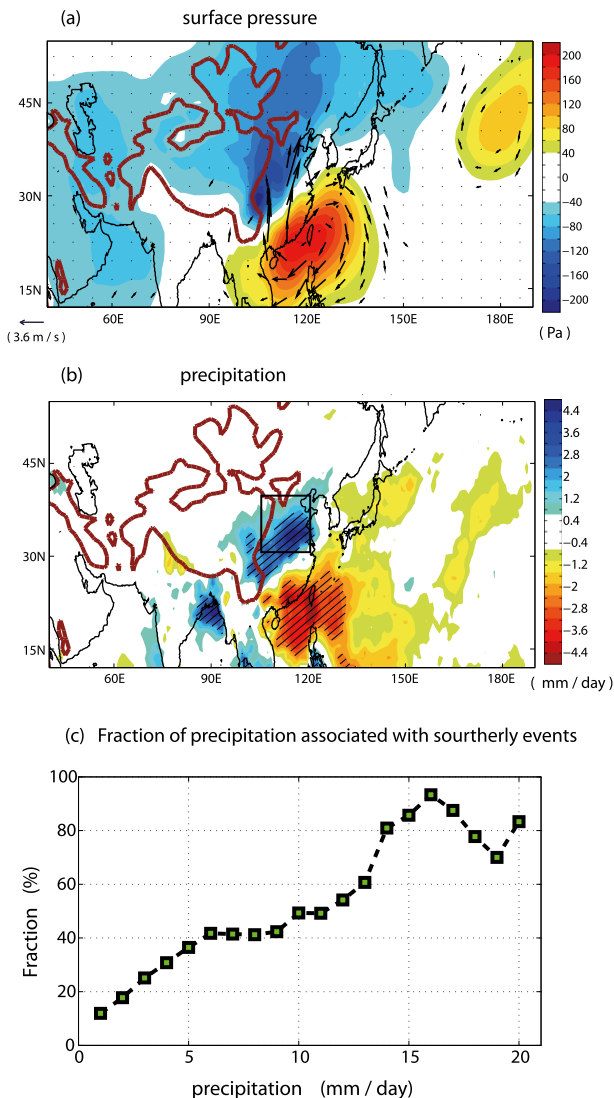 (a) surface pressure
45N
30N
15N
60E 90E 120E 150E 180E
200
160
120
80
40
0
−40
−80
−120
−160
−200
( 3.6 m / s )
( Pa )
(b) precipitation
45N
30N
15N
60E 90E 120E 150E 180E
4.4
3.6
2.8
2.0
1.2
0.4
−0.4
−1.2
−2.0
−2.8
−3.6
−4.4
( mm / day )
(c) Fraction of precipitation associated with sourtherly events
Fraction (%)
100
80
60
40
20
0
0 5 10 15 20
precipitation (mm / day)